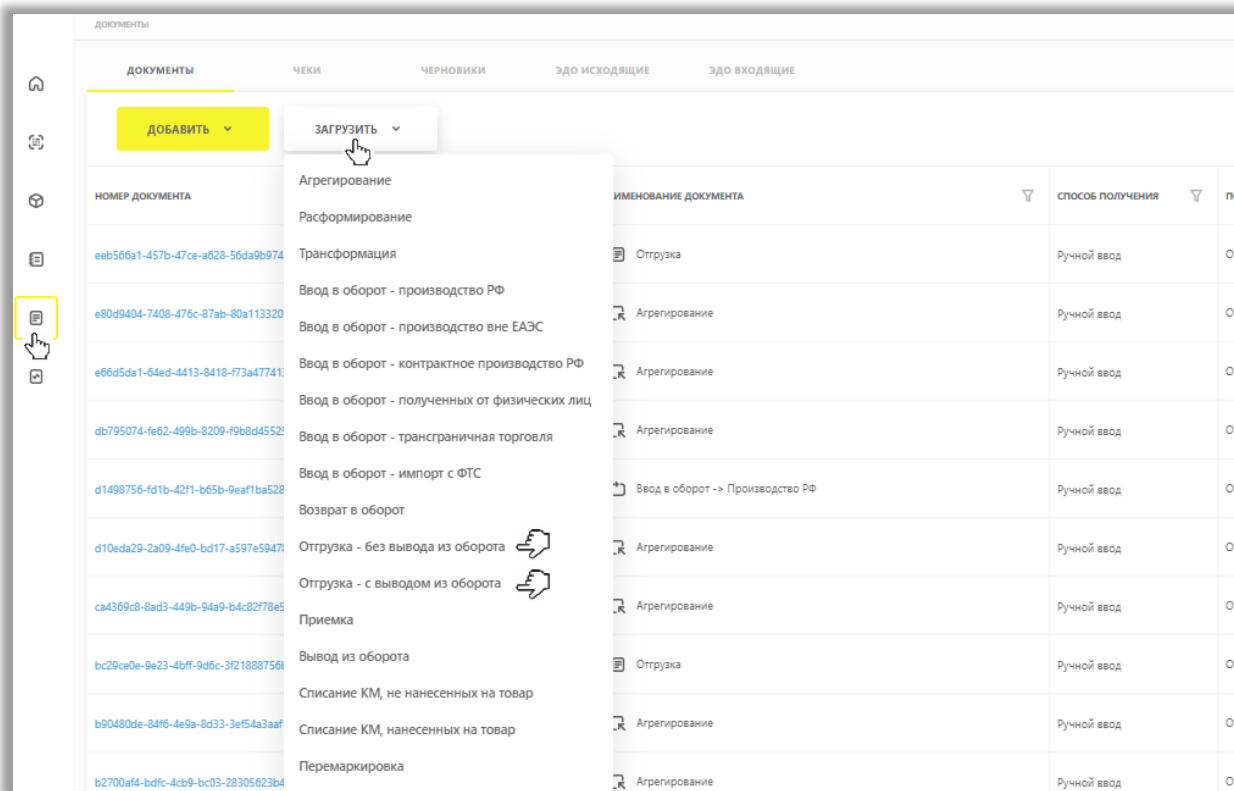 ДОКУМЕНТЫ
ДОКУМЕНТЫ ЧЕКИ ЧЕРНОВИКИ ЭДО ИСХОДЯЩИЕ ЭДО ВХОДЯЩИЕ
ДОБАВИТЬ ЗАГРУЗИТЬ
Агрегирование
НОМЕР ДОКУМЕНТА ИМЕНОВАНИЕ ДОКУМЕНТА СПОСОБ ПОЛУЧЕНИЯ
Расформирование
eeb566a1-457b-47ce-a628-56da9b974 Трансформация Отгрузка Ручной ввод
Ввод в оборот - производство РФ
e80d9404-7408-476c-87ab-80a113320 Агрегирование Ручной ввод
Ввод в оборот - производство вне ЕАЭС
e66d5da1-64ed-4413-8418-f73a47741 Ввод в оборот - контрактное производство РФ Агрегирование Ручной ввод
Ввод в оборот - полученных от физических лиц
db795074-fe62-499b-8209-f9b8d4552 Ввод в оборот - трансграничная торговля Агрегирование Ручной ввод
Ввод в оборот - импорт с ФТС
d1498756-fd1b-42f1-b65b-9eaf1ba528 Ввод в оборот -> Производство РФ Ручной ввод
Возврат в оборот
d10eda29-2a09-4fe0-bd17-a597e5947 Отгрузка - без вывода из оборота Агрегирование Ручной ввод
Отгрузка - с выводом из оборота
ca4369c8-8ad3-449b-94a9-b4c82f78e5 Агрегирование Ручной ввод
Приемка
bc29ce0e-9e23-4bff-9d6c-3f21888756 Вывод из оборота Отгрузка Ручной ввод
Списание КМ, не нанесенных на товар
b90480de-84f6-4e9a-8d33-3ef54a3aaf Списание КМ, нанесенных на товар Агрегирование Ручной ввод
Перемаркировка
b2700af4-bdfc-4cb9-bc03-28305623b4 Агрегирование Ручной ввод